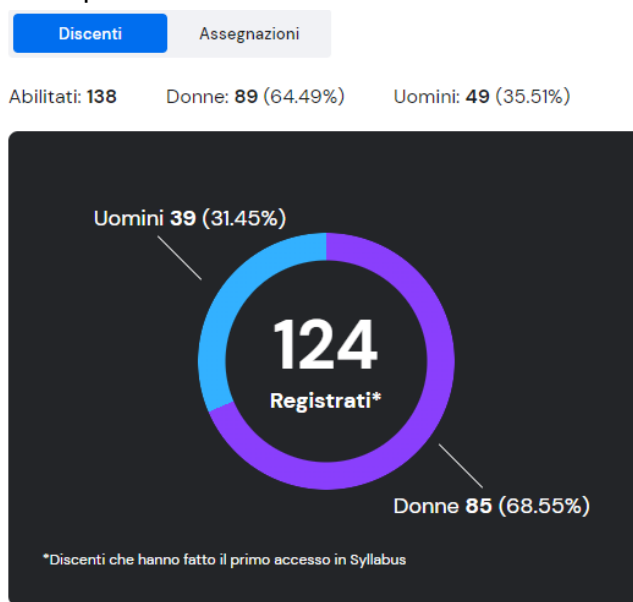 Discenti Assegnazioni
Abilitati: 138 Donne: 89 (64.49%) Uomini: 49 (35.51%)
Uomini 39 (31.45%)
124
Registrati*
Donne 85 (68.55%)
*Discenti che hanno fatto il primo accesso in Syllabus